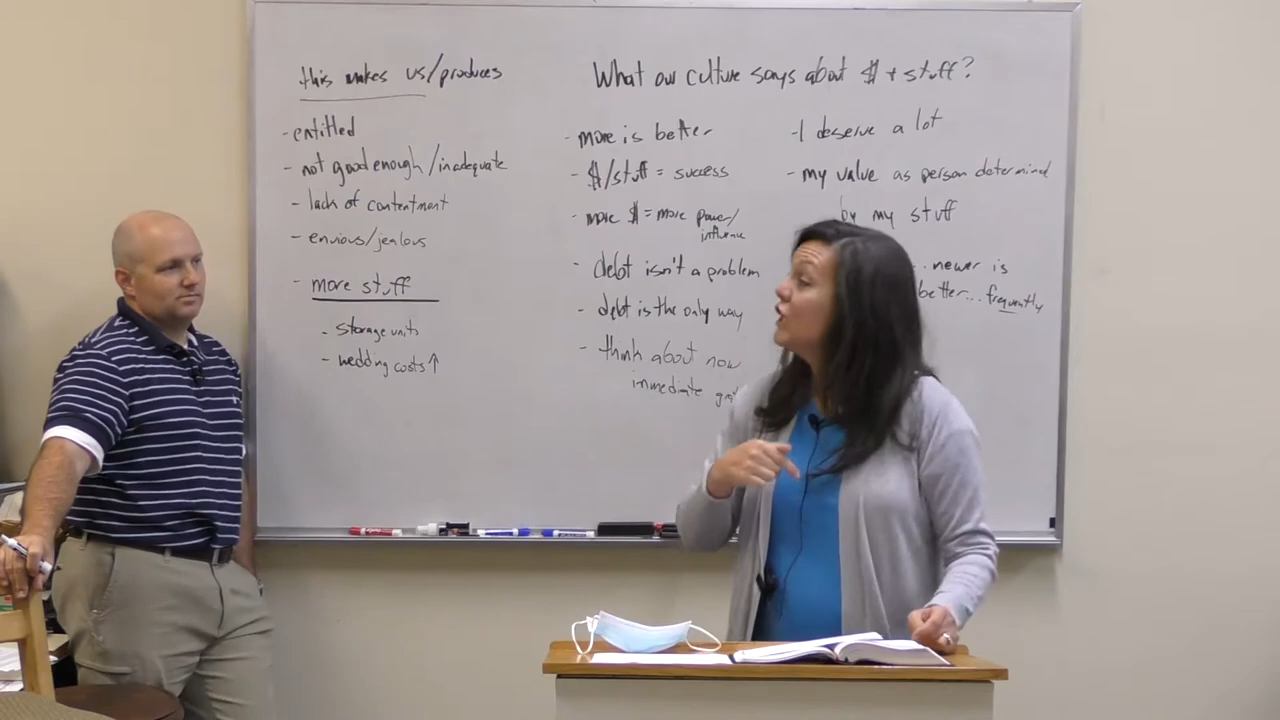 this makes us/produces
- entitled
- not good enough/inadequate
- lack of contentment
- envious/jealous
- more stuff
- storage units
- wedding costs ↑
What our culture says about $ + stuff?
- more is better
- $/stuff = success
- more $ = more power/
influence
- debt isn't a problem
- debt is the only way
- think about now
immediate
- I deserve a lot
- my value as person determined
by my stuff
...newer is
better... frequently